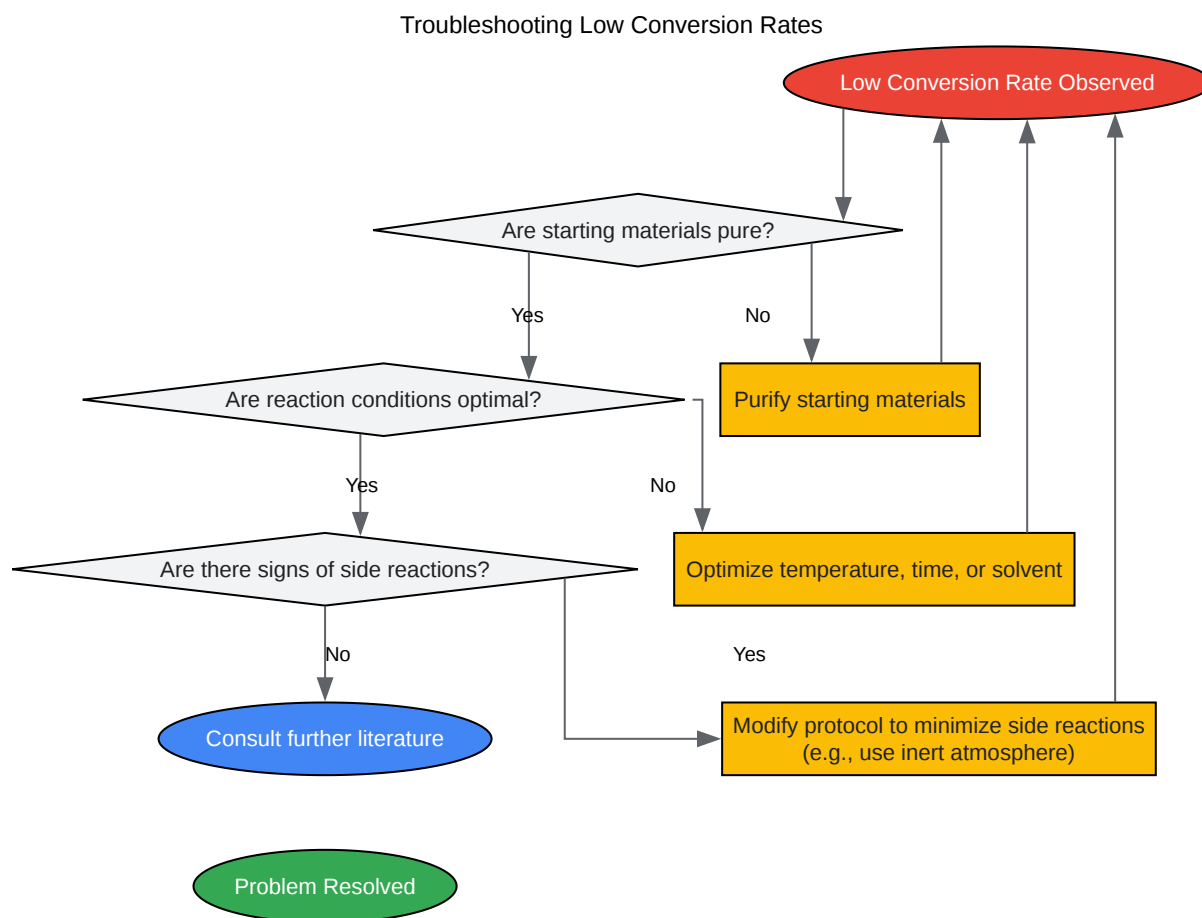 Troubleshooting Low Conversion Rates
Low Conversion Rate Observed
Are starting materials pure?
Yes
No
Are reaction conditions optimal?
Purify starting materials
Yes
No
Are there signs of side reactions?
Optimize temperature, time, or solvent
No
Yes
Consult further literature
Modify protocol to minimize side reactions
(e.g., use inert atmosphere)
Problem Resolved